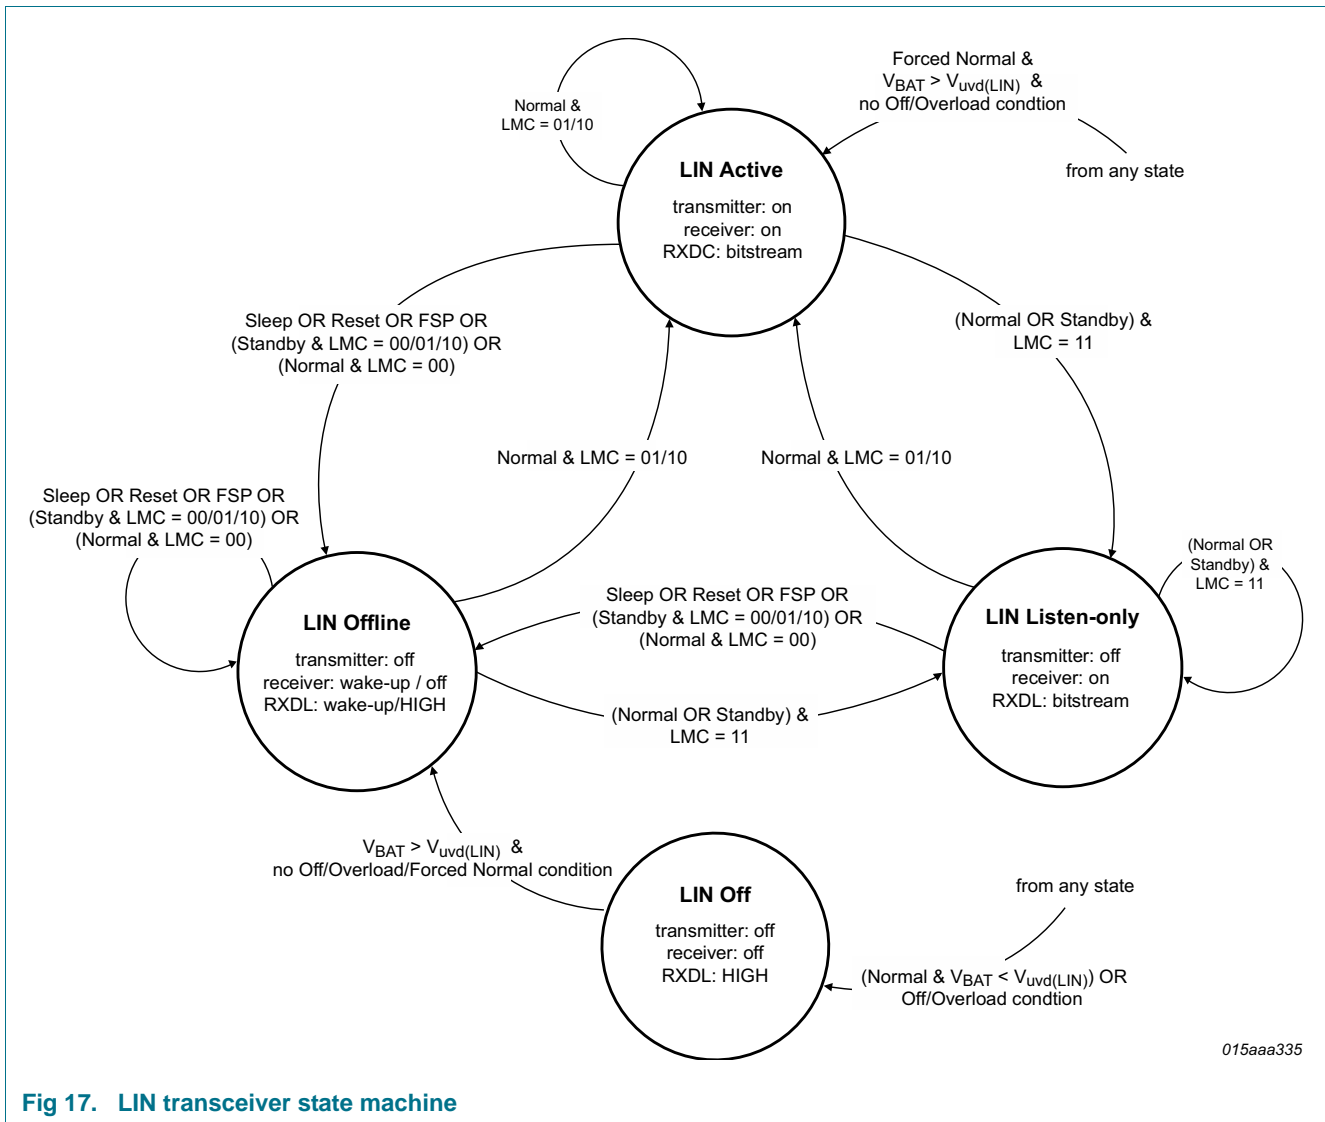 Forced Normal &
VBAT > Vuvd(LIN) &
no Off/Overload condtion
from any state
Normal &
LMC = 01/10
LIN Active
transmitter: on
receiver: on
RXDC: bitstream
Sleep OR Reset OR FSP OR
(Standby & LMC = 00/01/10) OR
(Normal & LMC = 00)
(Normal OR Standby) &
LMC = 11
Normal & LMC = 01/10
Normal & LMC = 01/10
Sleep OR Reset OR FSP OR
(Standby & LMC = 00/01/10) OR
(Normal & LMC = 00)
(Normal OR
Standby) &
LMC = 11
LIN Offline
transmitter: off
receiver: wake-up / off
RXDL: wake-up/HIGH
Sleep OR Reset OR FSP OR
(Standby & LMC = 00/01/10) OR
(Normal & LMC = 00)
LIN Listen-only
transmitter: off
receiver: on
RXDL: bitstream
(Normal OR Standby) &
LMC = 11
VBAT > Vuvd(LIN) &
no Off/Overload/Forced Normal condition
LIN Off
transmitter: off
receiver: off
RXDL: HIGH
from any state
(Normal & VBAT < Vuvd(LIN)) OR
Off/Overload condtion
015aaa335
Fig 17. LIN transceiver state machine